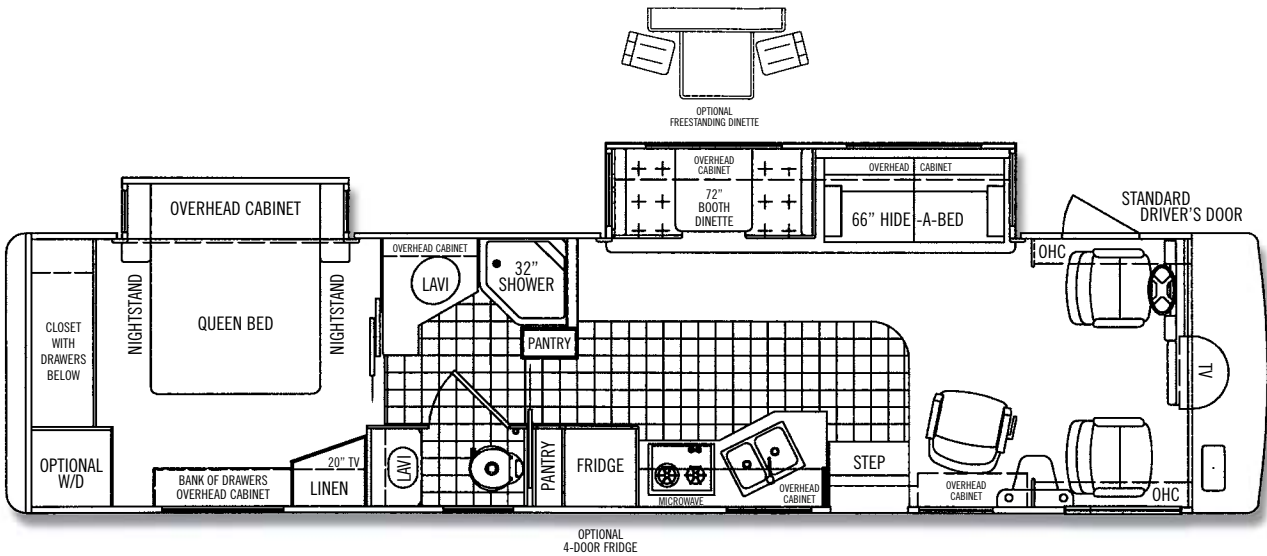 OPTIONAL
FREESTANDING DINETTE
OVERHEAD CABINET
NIGHTSTAND
QUEEN BED
NIGHTSTAND
CLOSET
WITH
DRAWERS
BELOW
OPTIONAL
W/D
BANK OF DRAWERS
OVERHEAD CABINET
20" TV
LINEN
OVERHEAD CABINET
LAVI
32"
SHOWER
PANTRY
LAVI
PANTRY
FRIDGE
MICROWAVE
OVERHEAD
CABINET
OVERHEAD
CABINET
72"
BOOTH
DINETTE
OVERHEAD CABINET
66" HIDE-A-BED
STANDARD
DRIVER'S DOOR
OHC
TV
STEP
OVERHEAD
CABINET
OHC
OPTIONAL
4-DOOR FRIDGE